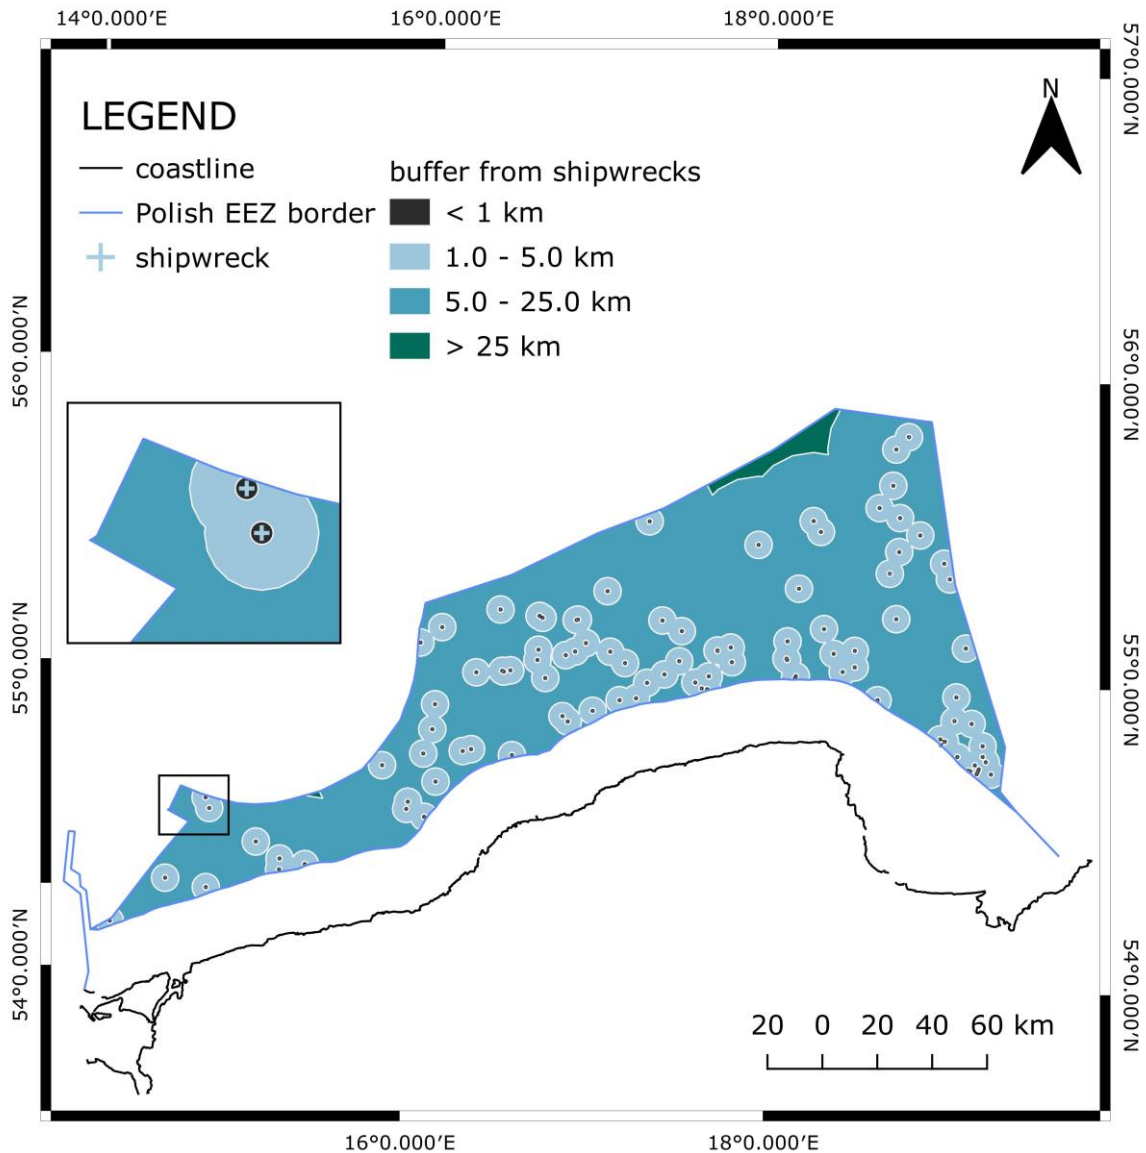 14°0.000′E 16°0.000′E 18°0.000′E
57°0.000′N
N
LEGEND
coastline
Polish EEZ border
shipwreck
buffer from shipwrecks
< 1 km
1.0 - 5.0 km
5.0 - 25.0 km
> 25 km
56°0.000′N
56°0.000′N
55°0.000′N
55°0.000′N
54°0.000′N
54°0.000′N
20 0 20 40 60 km
16°0.000′E 18°0.000′E